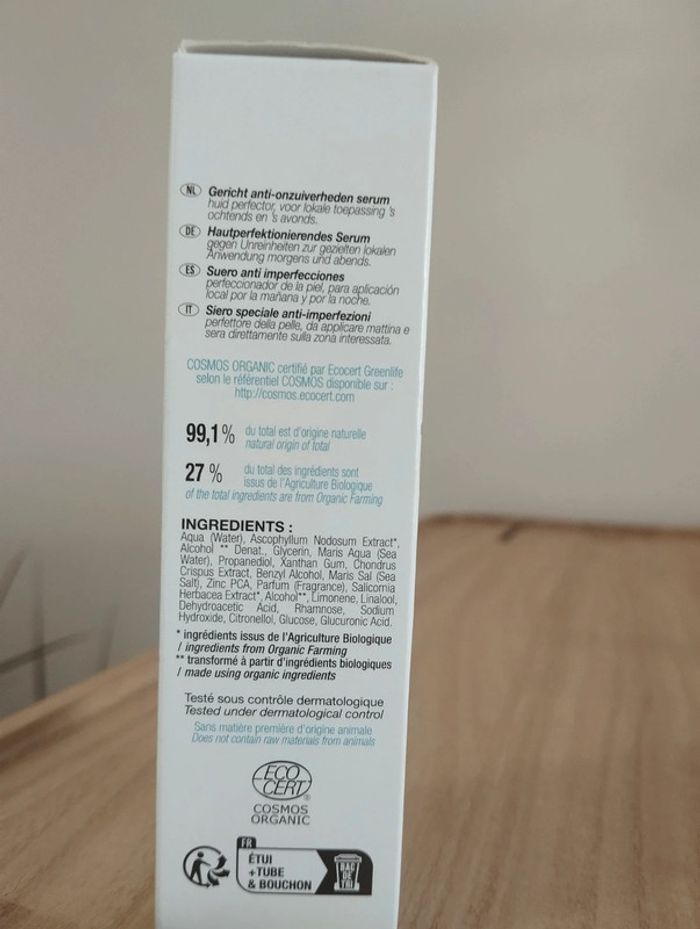 NL Gericht anti-onzuiverheden serum
huid perfector, voor lokale toepassing 's
ochtends en 's avonds.
DE Hautperfektionierendes Serum
gegen Unreinheiten zur gezielten lokalen
Anwendung morgens und abends.
ES Suero anti imperfecciones
perfeccionador de la piel, para aplicación
local por la mañana y por la noche.
IT Siero speciale anti-imperfezioni
perfettore della pelle, da applicare mattina e
sera direttamente sulla zona interessata.
COSMOS ORGANIC certifié par Ecocert Greenlife
selon le référentiel COSMOS disponible sur :
http://cosmos.ecocert.com
99,1% du total est d'origine naturelle
natural origin of total
27 % du total des ingrédients sont
issus de l'Agriculture Biologique
of the total ingredients are from Organic Farming
INGREDIENTS :
Aqua (Water), Ascophyllum Nodosum Extract*,
Alcohol ** Denat., Glycerin, Maris Aqua (Sea
Water), Propanediol, Xanthan Gum, Chondrus
Crispus Extract, Benzyl Alcohol, Maris Sal (Sea
Salt), Zinc PCA, Parfum (Fragrance), Salicornia
Herbacea Extract*, Alcohol**, Limonene, Linalool,
Dehydroacetic Acid, Rhamnose, Sodium
Hydroxide, Citronellol, Glucose, Glucuronic Acid.
* ingrédients issus de l'Agriculture Biologique
/ ingredients from Organic Farming
** transformé à partir d'ingrédients biologiques
/ made using organic ingredients
Testé sous contrôle dermatologique
Tested under dermatological control
Sans matière première d'origine animale
Does not contain raw materials from animals
ECO
CERT®
COSMOS
ORGANIC
FR
ÉTUI
+TUBE
& BOUCHON
BAC
DE
TRI